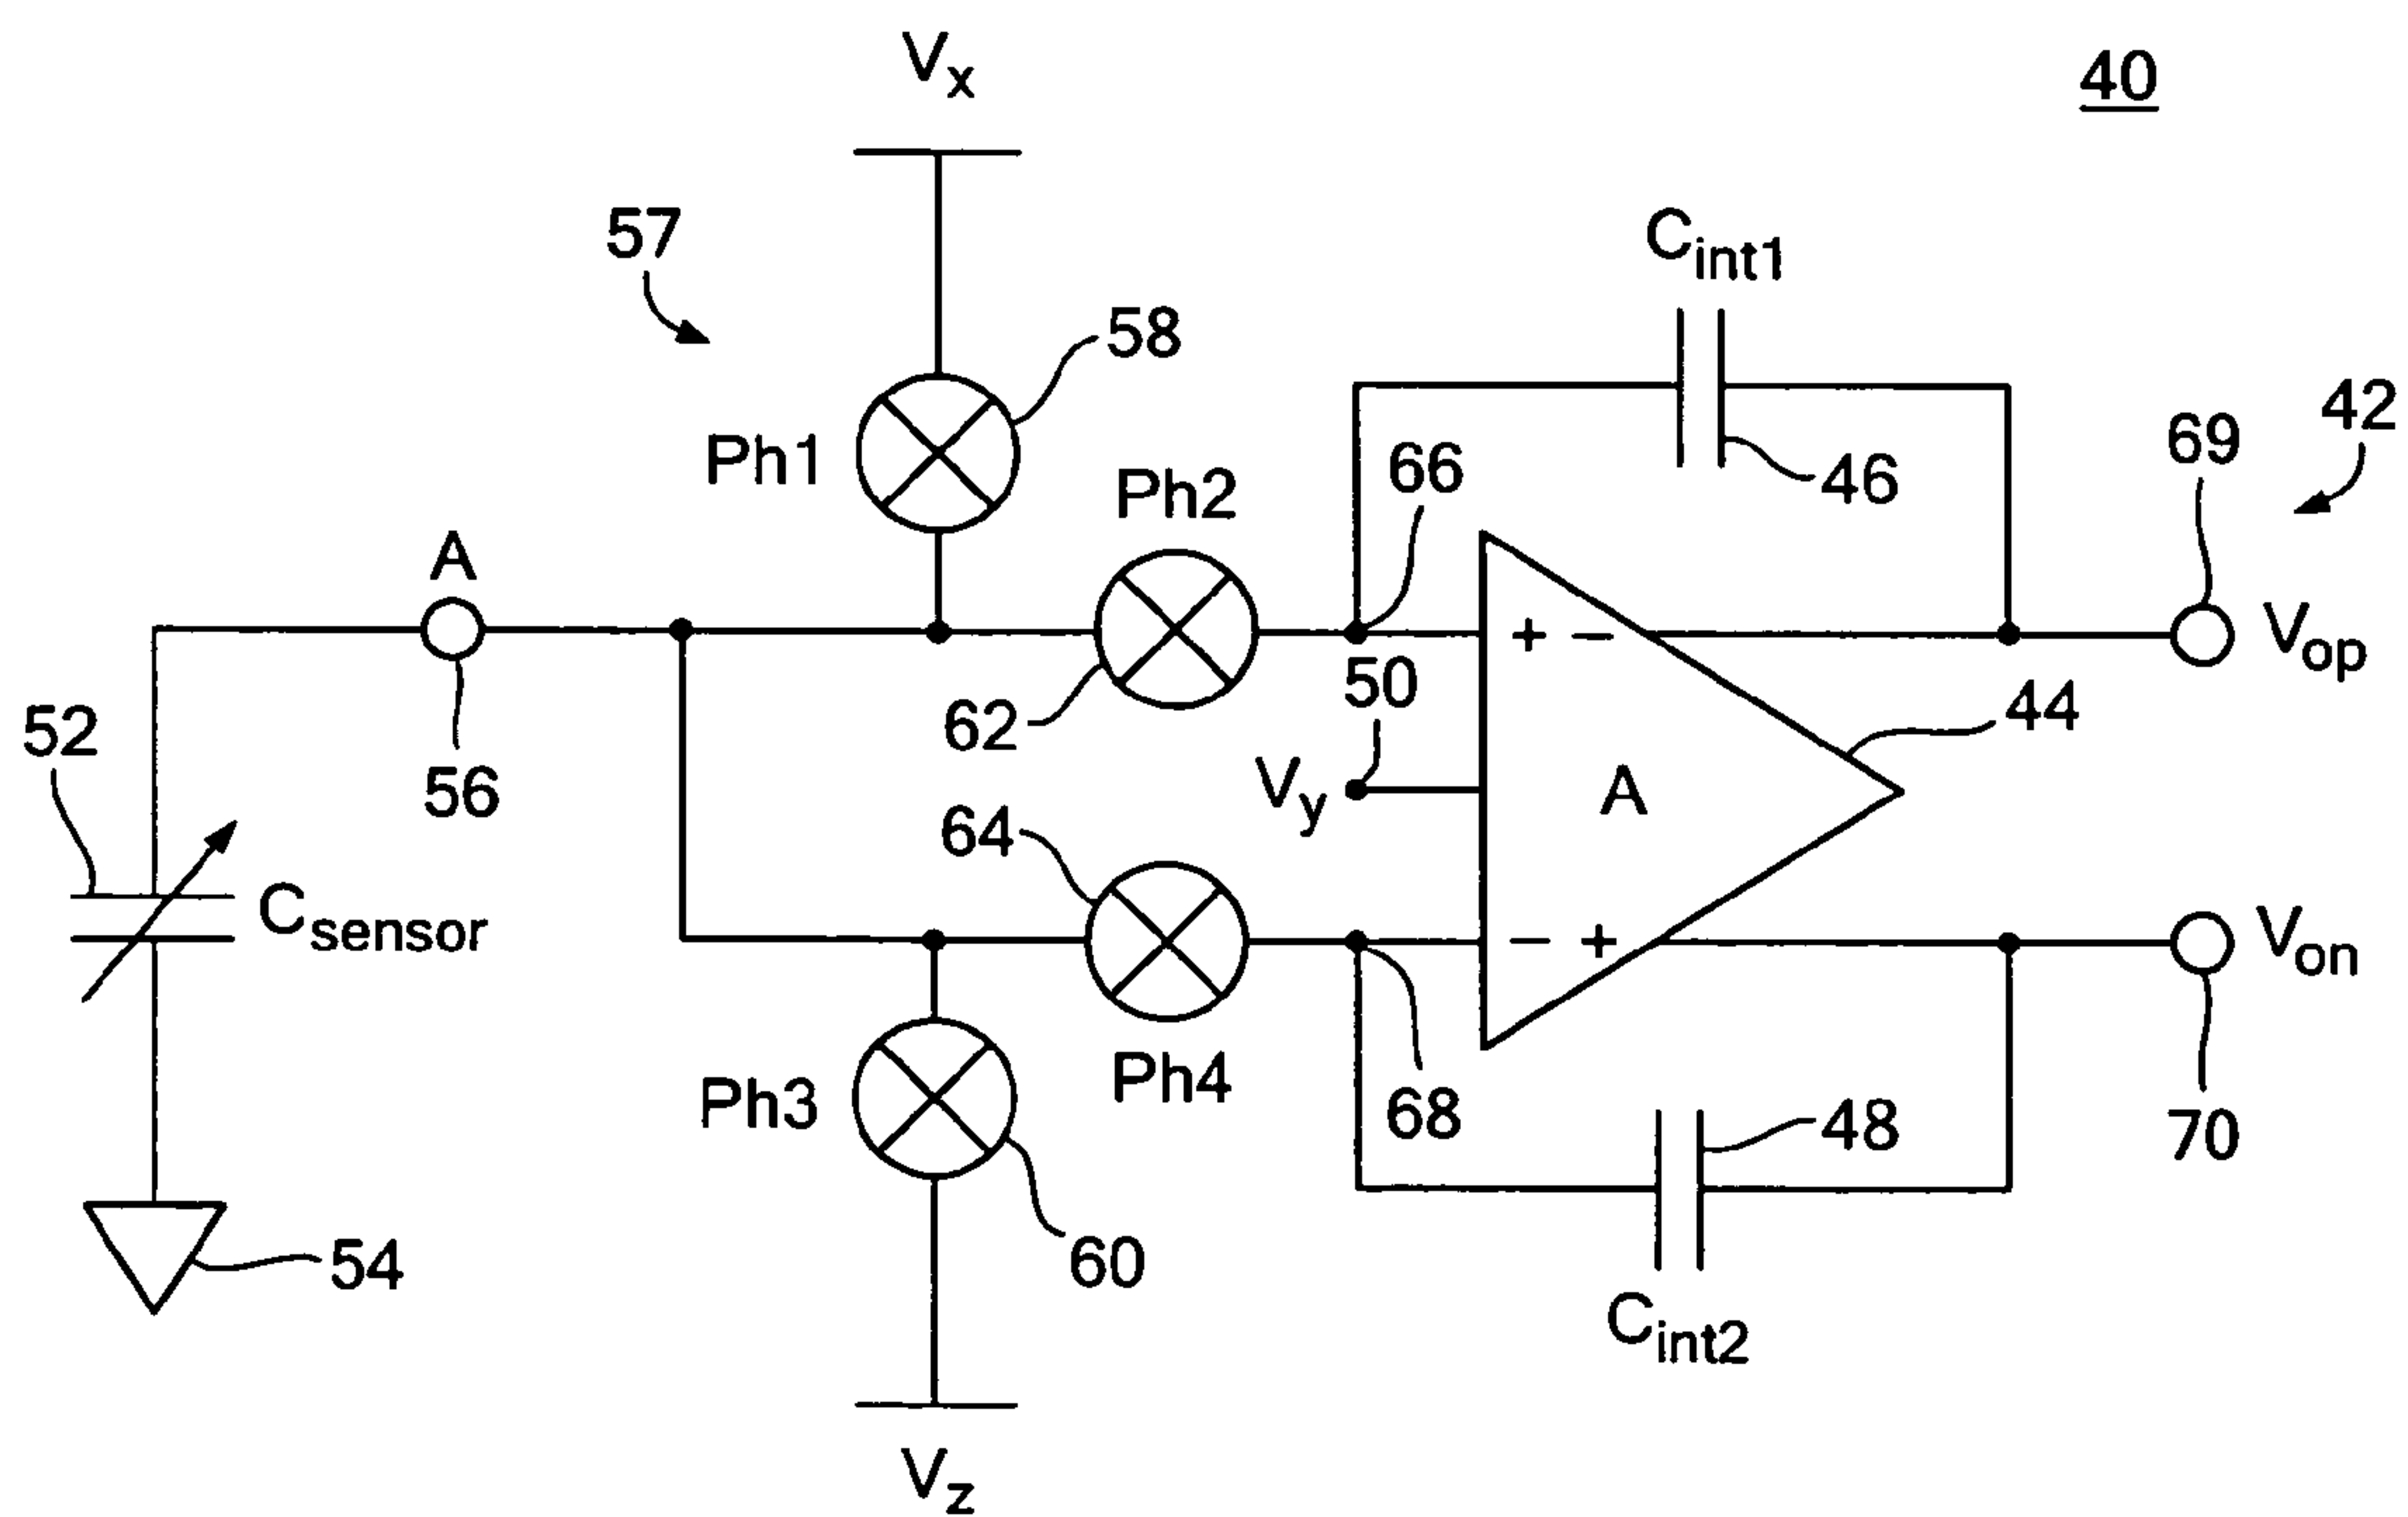 Vx
40
57
Cint1
58
42
69
Ph1
46
66
Ph2
A
+ −
Vop
50
62
44
52
56
Vy
A
64
Csensor
− +
Von
Ph4
Ph3
68
48
70
60
54
Cint2
Vz